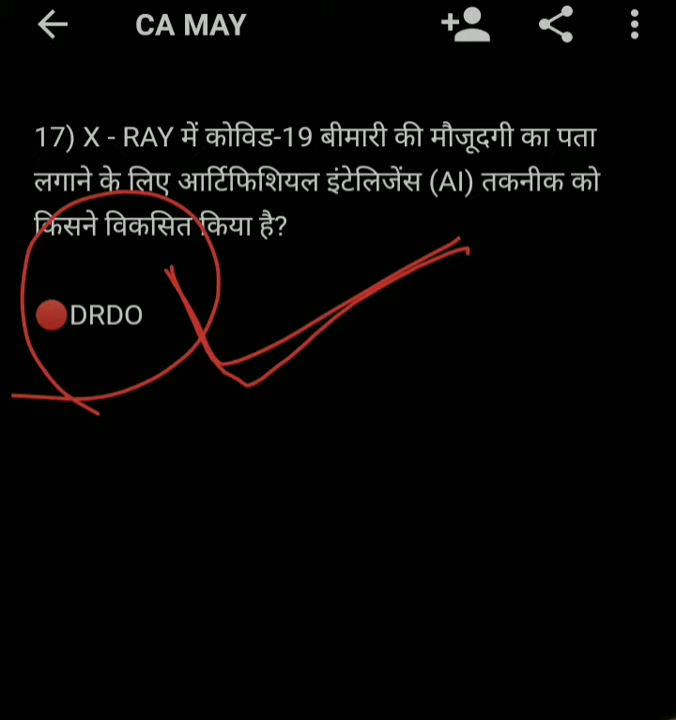 CA MAY
17) X - RAY में कोविड-19 बीमारी की मौजूदगी का पता
लगाने के लिए आर्टिफिशियल इंटेलिजेंस (AI) तकनीक को
किसने विकसित किया है?
DRDO